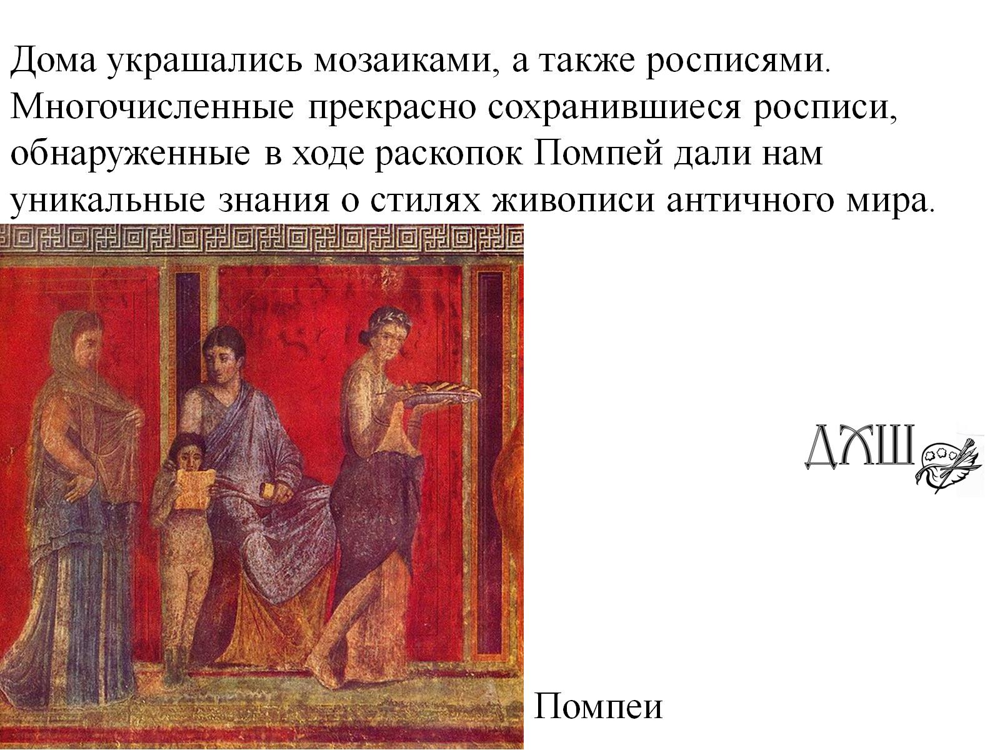 Дома украшались мозаиками, а также росписями.
Многочисленные прекрасно сохранившиеся росписи,
обнаруженные в ходе раскопок Помпей дали нам
уникальные знания о стилях живописи античного мира.
ДХШ
Помпеи